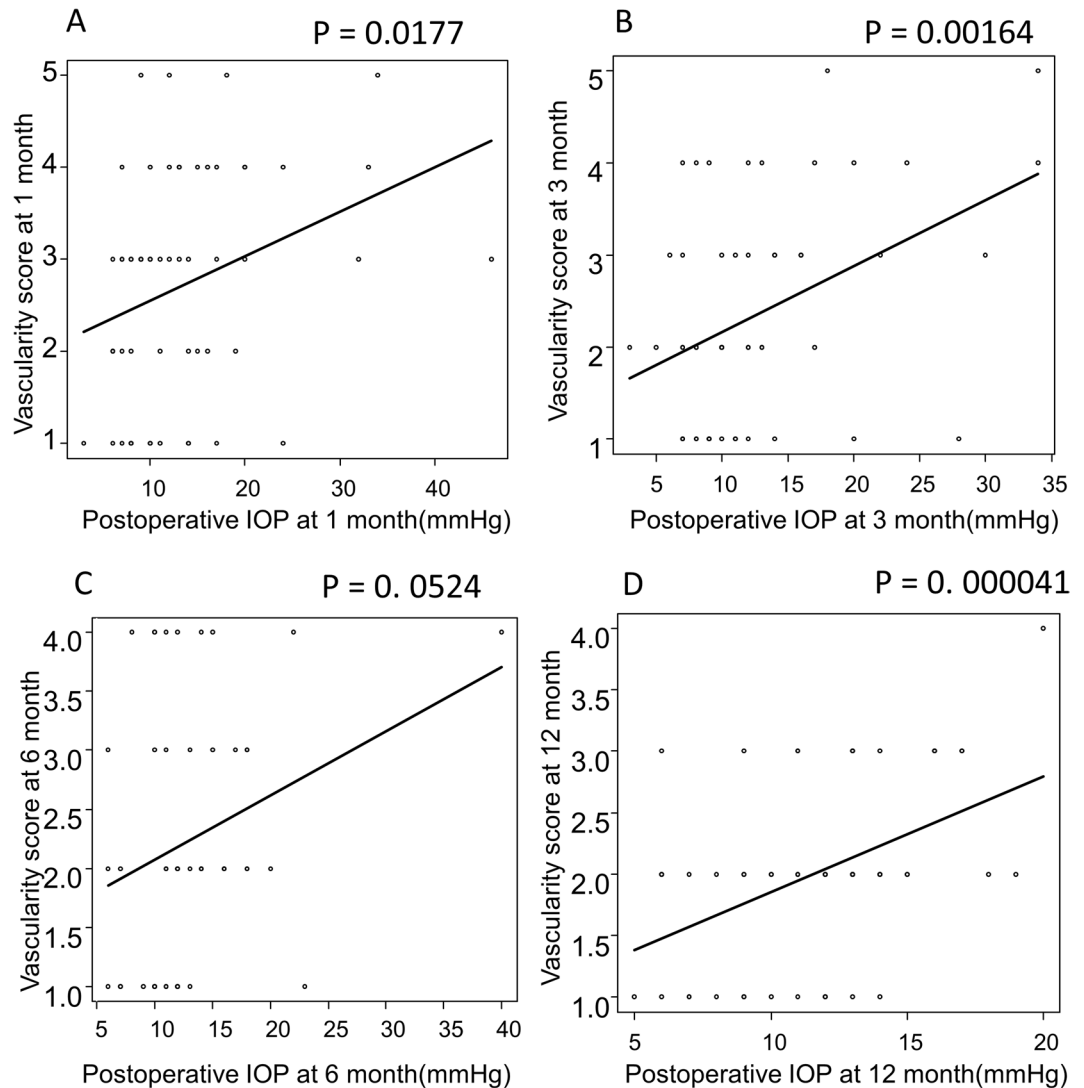 A
P = 0.0177
5
4
3
2
1
Vascularity score at 1 month
10 20 30 40
Postoperative IOP at 1 month(mmHg)
B
P = 0.00164
5
4
3
2
1
Vascularity score at 3 month
5 10 15 20 25 30 35
Postoperative IOP at 3 month(mmHg)
C
P = 0. 0524
4.0
3.5
3.0
2.5
2.0
1.5
1.0
Vascularity score at 6 month
5 10 15 20 25 30 35 40
Postoperative IOP at 6 month(mmHg)
D
P = 0. 000041
4.0
3.5
3.0
2.5
2.0
1.5
1.0
Vascularity score at 12 month
5 10 15 20
Postoperative IOP at 12 month(mmHg)